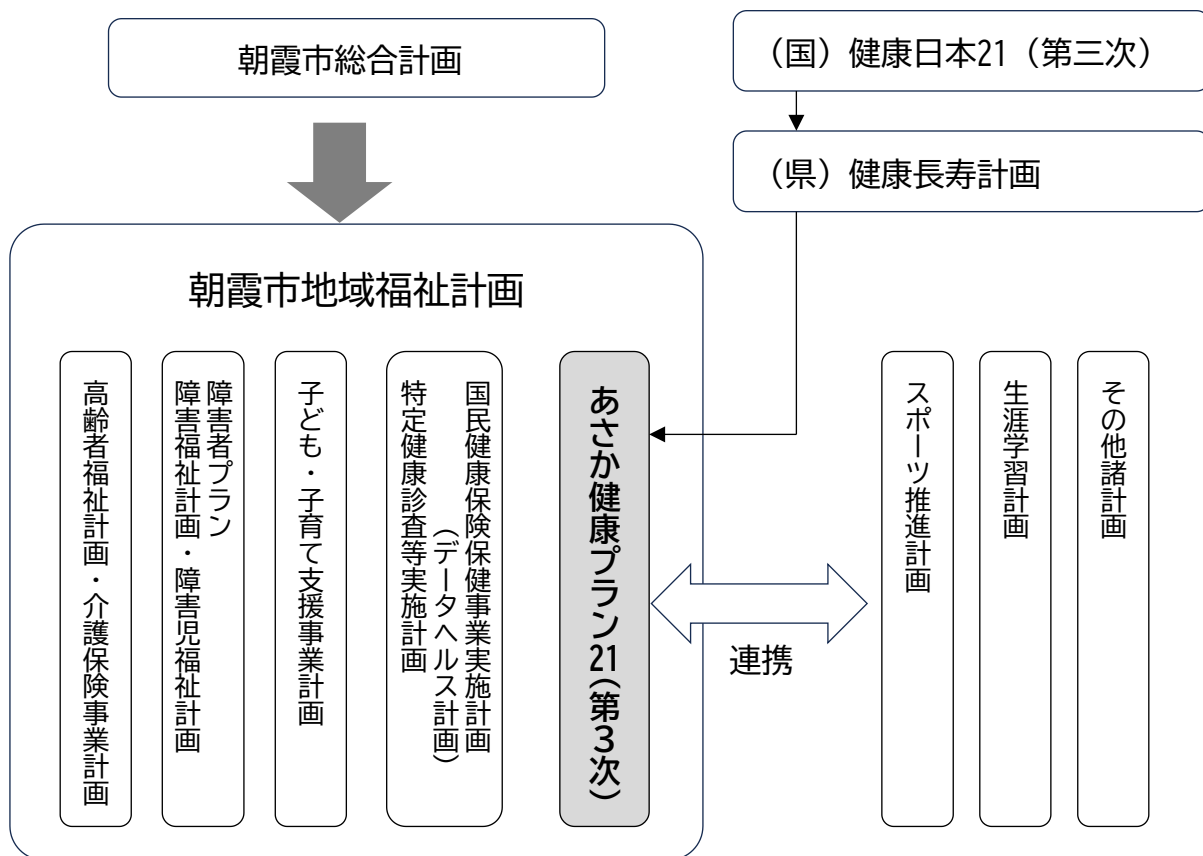 朝霞市総合計画
（国）健康日本21（第三次）
（県）健康長寿計画
朝霞市地域福祉計画
高齢者福祉計画・介護保険事業計画
障害者プラン
障害福祉計画・障害児福祉計画
子ども・子育て支援事業計画
国民健康保険保健事業実施計画
（データヘルス計画）
特定健康診査等実施計画
あさか健康プラン21（第３次）
連携
スポーツ推進計画
生涯学習計画
その他諸計画